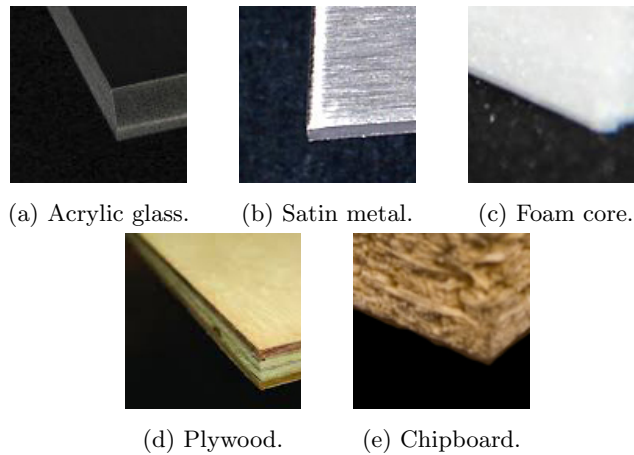 (a) Acrylic glass.
(b) Satin metal.
(c) Foam core.
(d) Plywood.
(e) Chipboard.